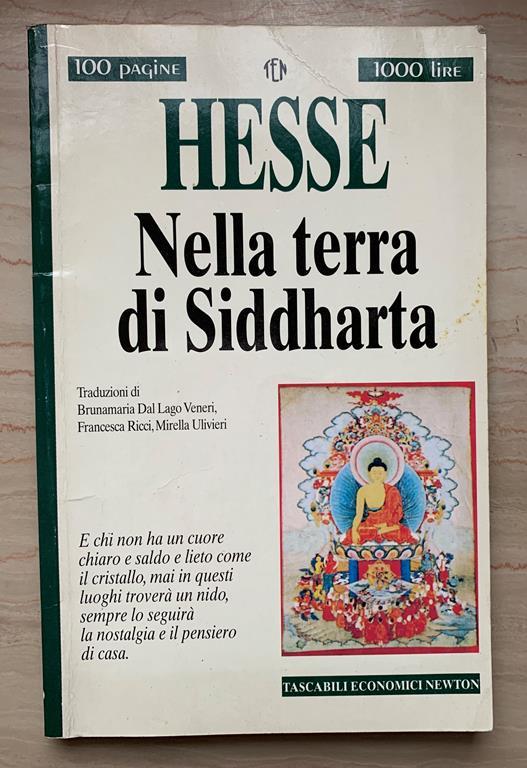 100 PAGINE
TEN
1000 LIRE
HESSE
Nella terra
di Siddharta
Traduzioni di
Brunamaria Dal Lago Veneri,
Francesca Ricci, Mirella Ulivieri
E chi non ha un cuore
chiaro e saldo e lieto come
il cristallo, mai in questi
luoghi troverà un nido,
sempre lo seguirà
la nostalgia e il pensiero
di casa.
TASCABILI ECONOMICI NEWTON